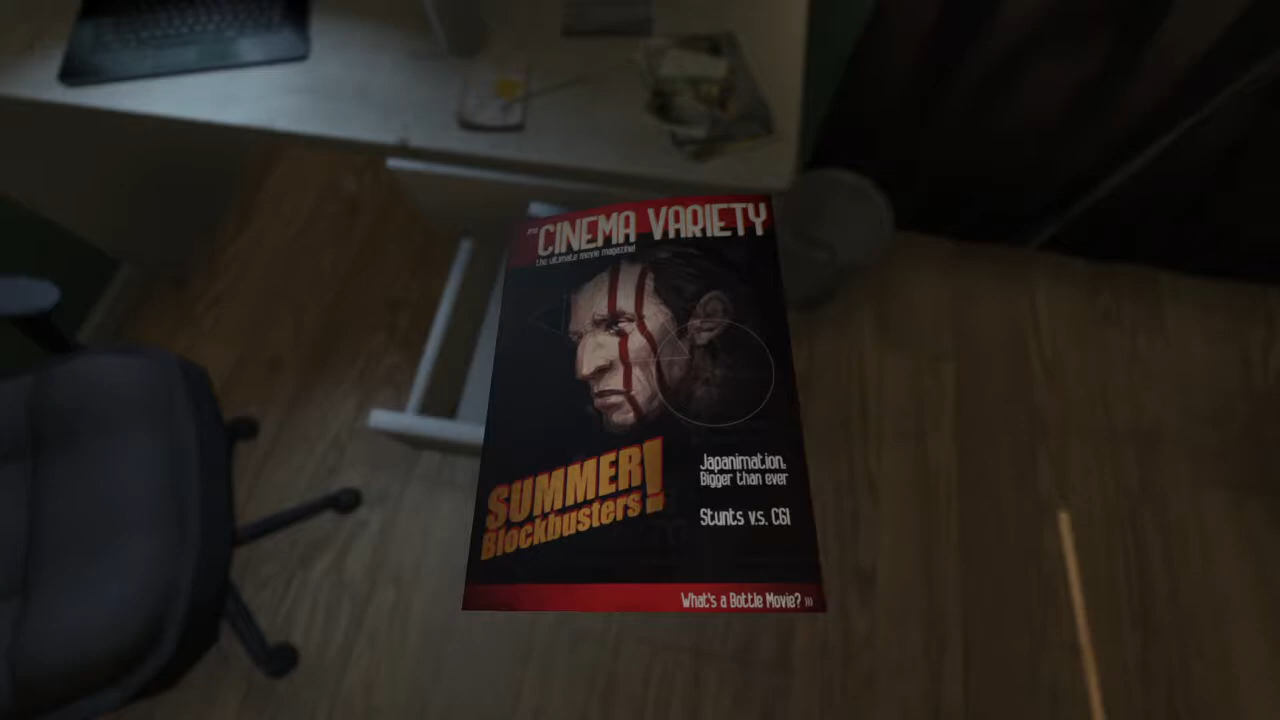 CINEMA VARIETY
the ultimate movie magazine!
SUMMER!
Blockbusters
Japanimation.
Bigger than ever
Stunts v.s. CGI
What's a Bottle Movie? »»